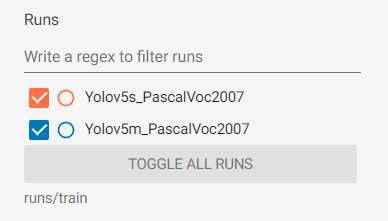 Runs
Write a regex to filter runs
Yolov5s_PascalVoc2007
Yolov5m_PascalVoc2007
TOGGLE ALL RUNS
runs/train